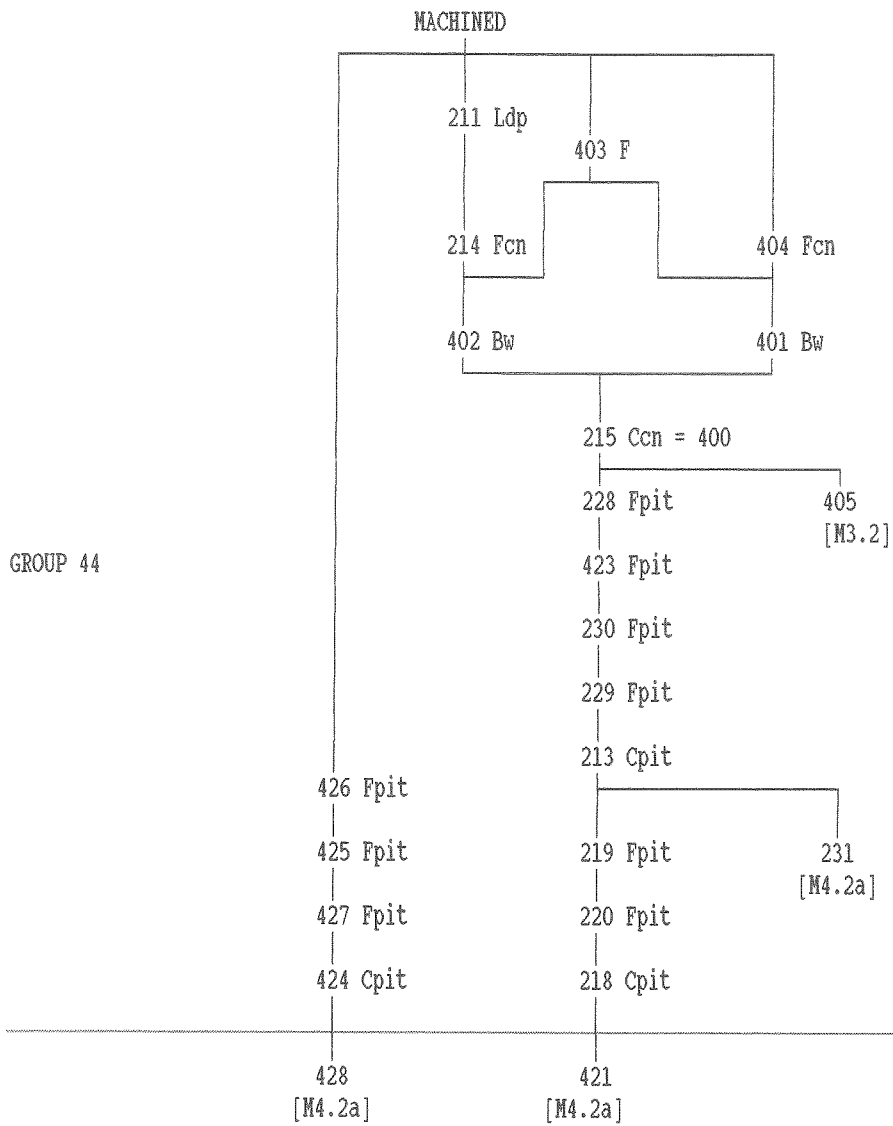 MACHINED
211 Ldp
403 F
214 Fcn 404 Fcn
402 Bw 401 Bw
215 Ccn = 400
228 Fpit 405
[M3.2]
GROUP 44 423 Fpit
230 Fpit
229 Fpit
213 Cpit
426 Fpit
425 Fpit 219 Fpit 231
[M4.2a]
427 Fpit 220 Fpit
424 Cpit 218 Cpit
428 421
[M4.2a] [M4.2a]